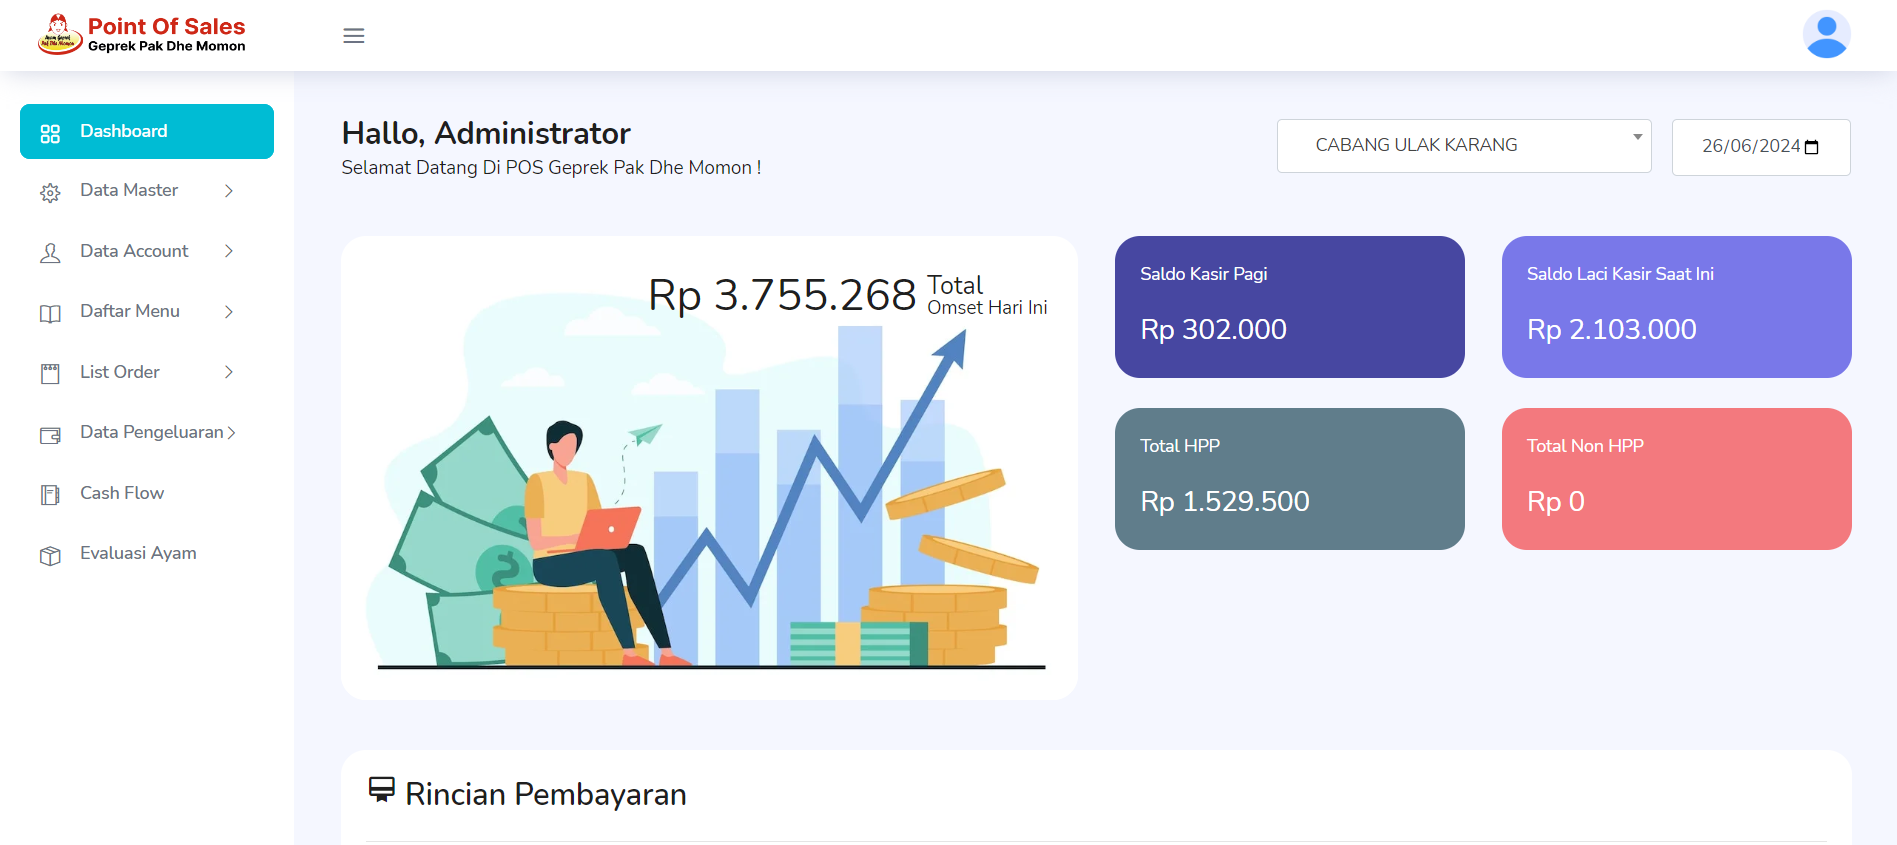 Point Of Sales
Geprek Pak Dhe Momon
Dashboard
Data Master
Data Account
Daftar Menu
List Order
Data Pengeluaran
Cash Flow
Evaluasi Ayam
Hallo, Administrator
Selamat Datang Di POS Geprek Pak Dhe Momon !
CABANG ULAK KARANG
26/06/2024
Rp 3.755.268 Total
Omset Hari Ini
Saldo Kasir Pagi
Rp 302.000
Saldo Laci Kasir Saat Ini
Rp 2.103.000
Total HPP
Rp 1.529.500
Total Non HPP
Rp 0
Rincian Pembayaran